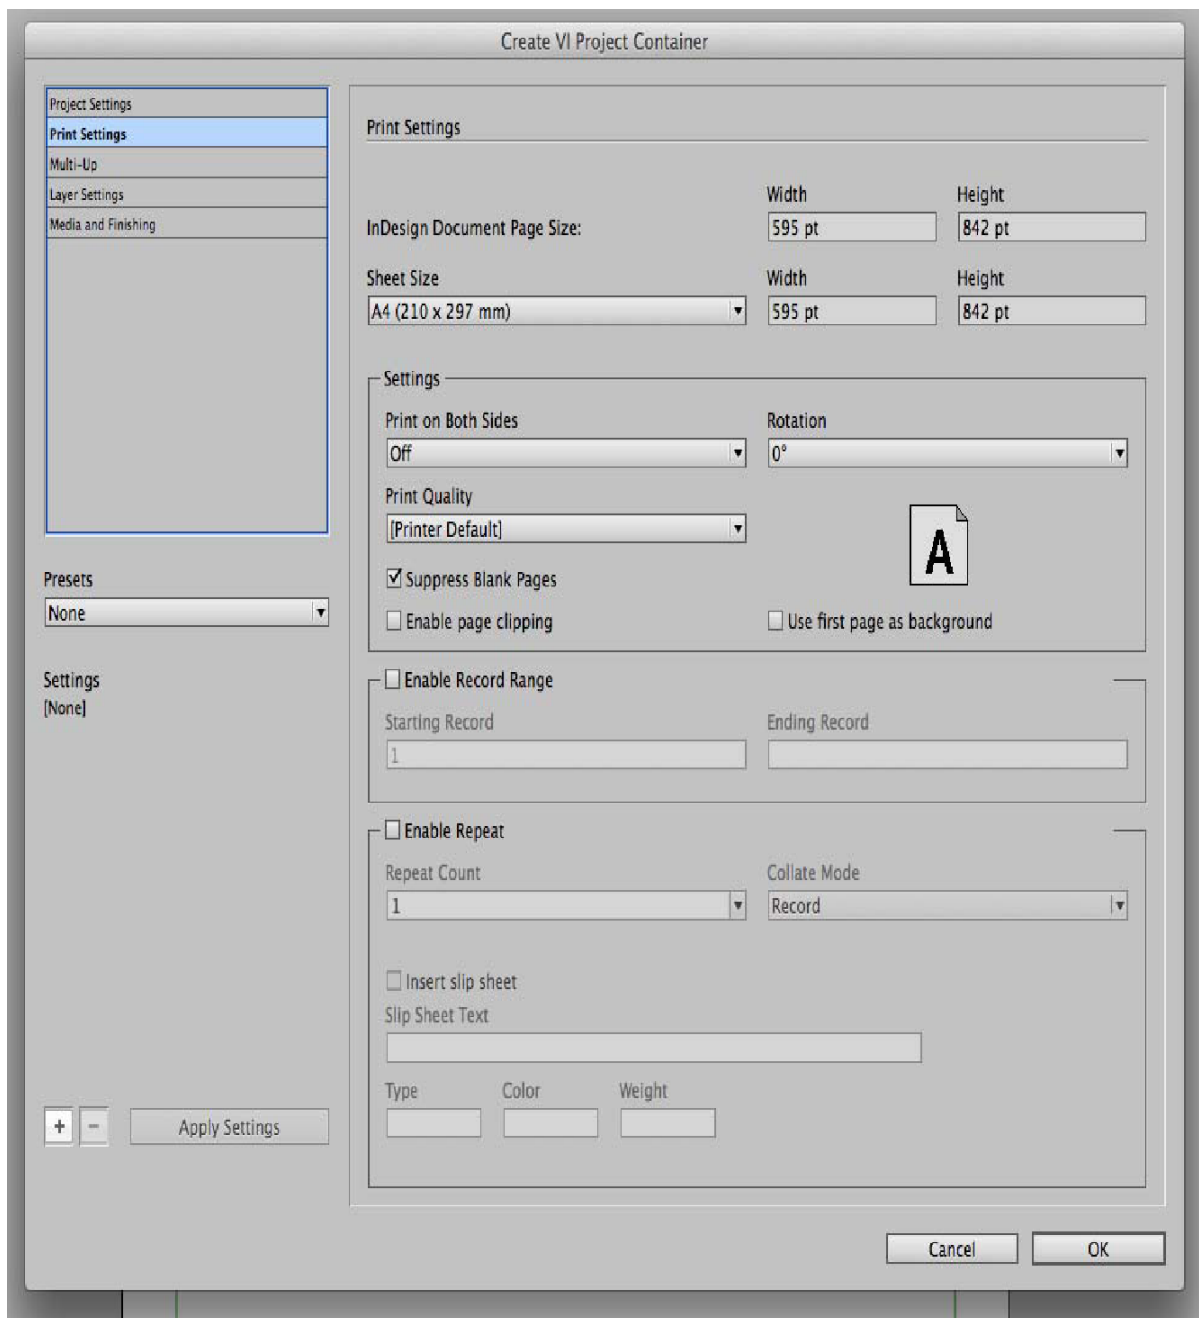 Create VI Project Container
Project Settings
Print Settings
Multi-Up
Layer Settings
Media and Finishing
Presets
None
Settings
[None]
+ -
Apply Settings
Print Settings
Width Height
InDesign Document Page Size: 595 pt 842 pt
Sheet Size Width Height
A4 (210 x 297 mm) 595 pt 842 pt
Settings
Print on Both Sides Rotation
Off 0°
Print Quality
[Printer Default]
A
Suppress Blank Pages
Enable page clipping Use first page as background
Enable Record Range
Starting Record Ending Record
1
Enable Repeat
Repeat Count Collate Mode
1 Record
Insert slip sheet
Slip Sheet Text
Type Color Weight
Cancel OK